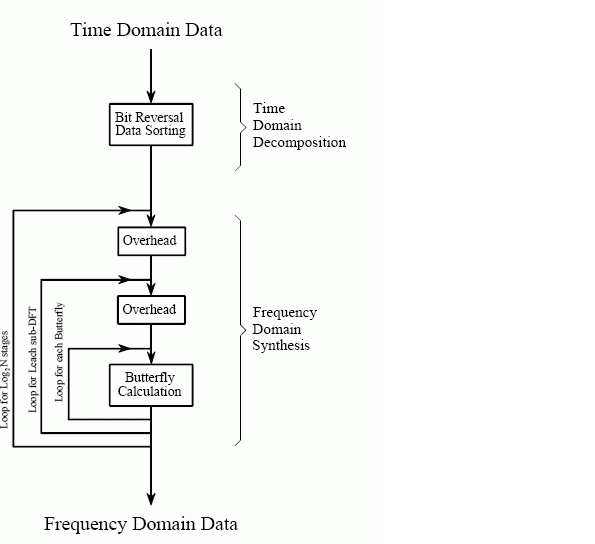 Time Domain Data
Bit Reversal
Data Sorting
Time
Domain
Decomposition
Overhead
Overhead
Butterfly
Calculation
Loop for Log₂N stages
Loop for Leach sub-DFT
Loop for each Butterfly
Frequency
Domain
Synthesis
Frequency Domain Data